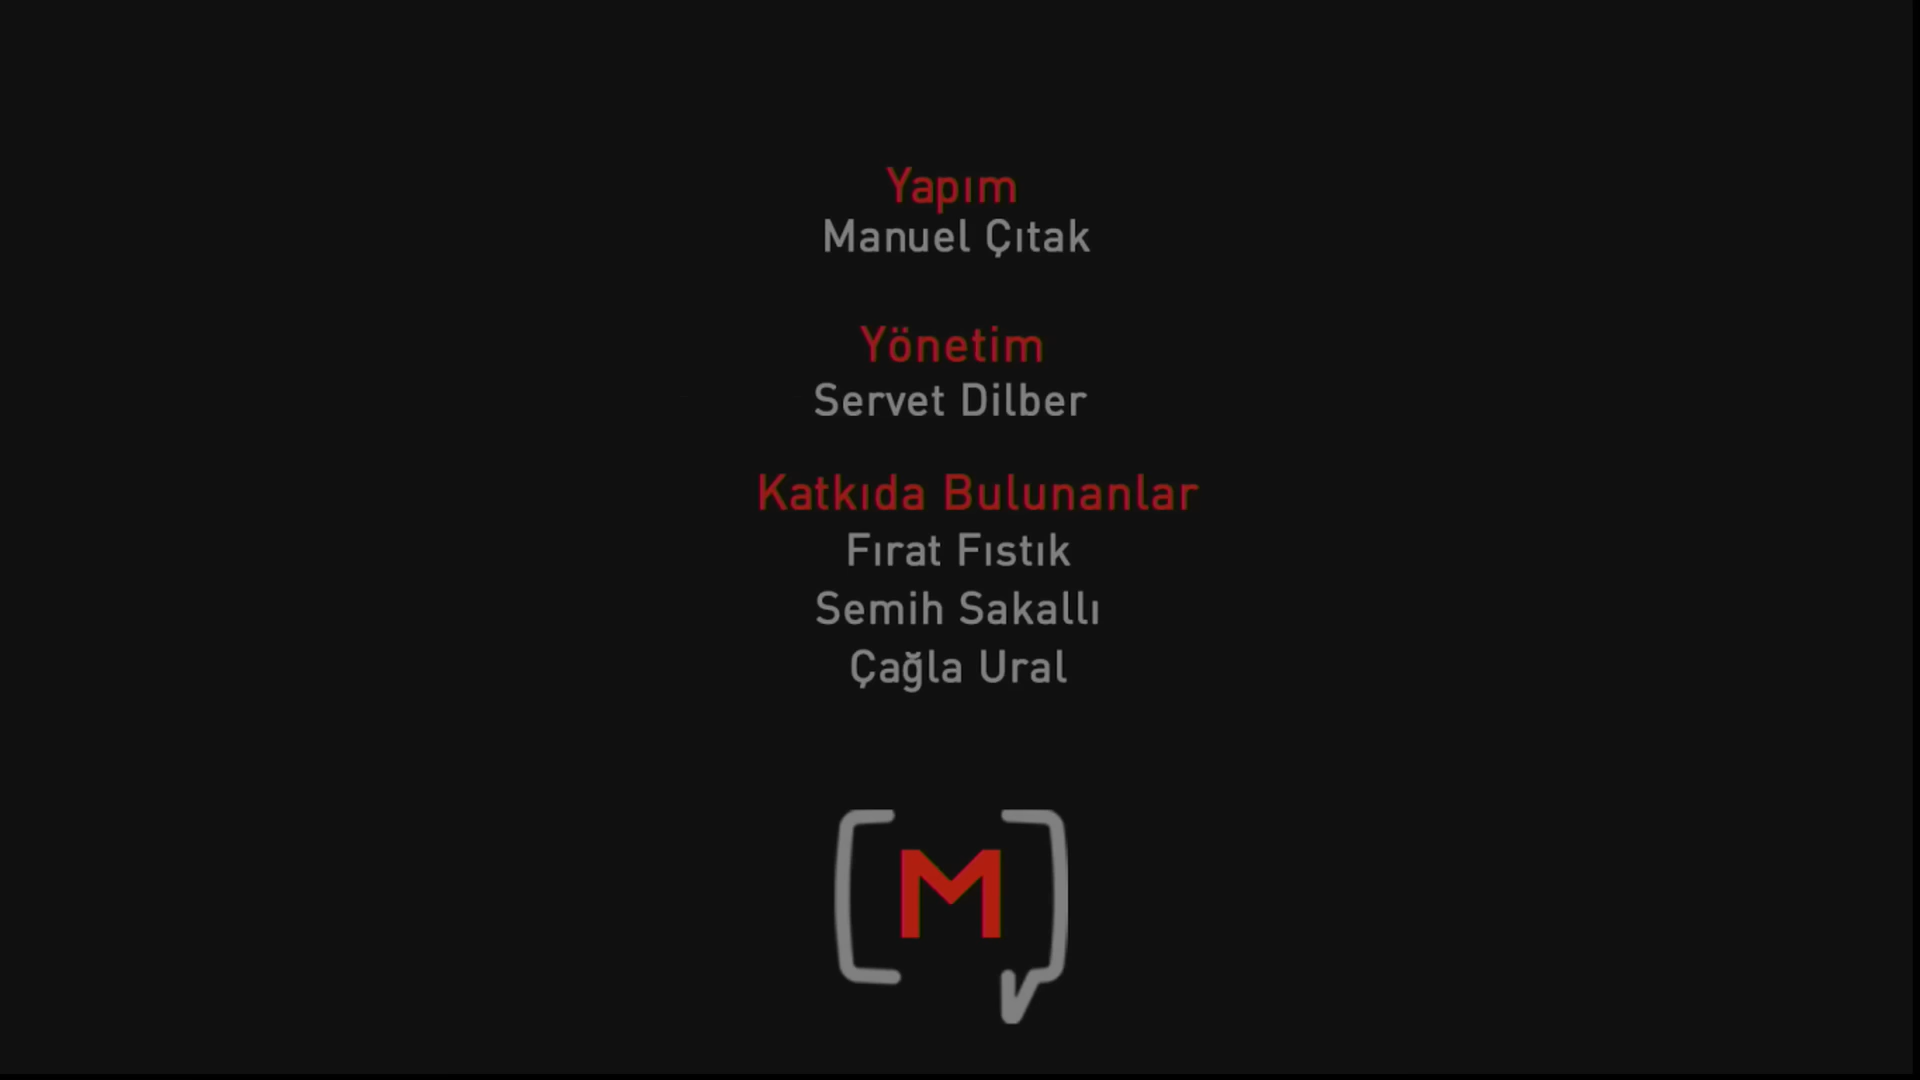 Yapım
Manuel Çıtak
Yönetim
Servet Dilber
Katkıda Bulunanlar
Fırat Fıstık
Semih Sakallı
Çağla Ural
M